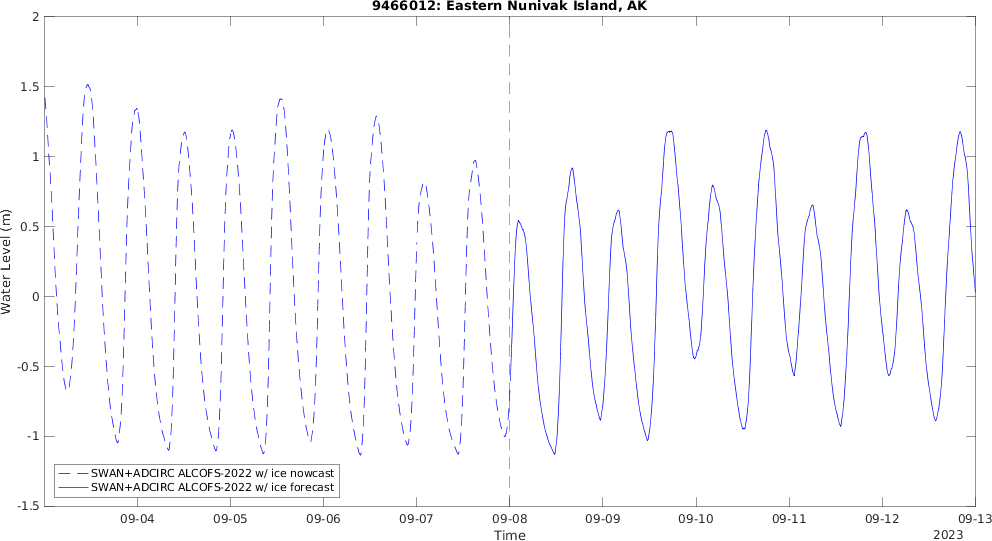 9466012: Eastern Nunivak Island, AK
2
1.5
1
0.5
0
-0.5
-1
-1.5
Water Level (m)
SWAN+ADCIRC ALCOFS-2022 w/ ice nowcast
SWAN+ADCIRC ALCOFS-2022 w/ ice forecast
09-04 09-05 09-06 09-07 09-08 09-09 09-10 09-11 09-12 09-13
Time
2023